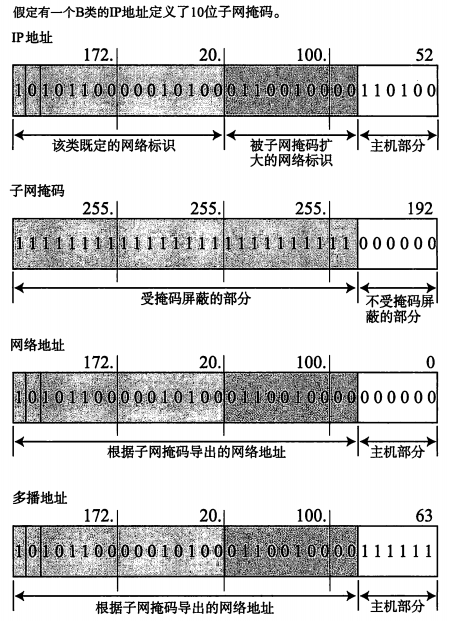 假定有一个B类的IP地址定义了10位子网掩码。
IP地址
172. 20. 100. 52
10101100000101000110010000110100
该类既定的网络标识 被子网掩码扩大的网络标识 主机部分
子网掩码
255. 255. 255. 192
11111111111111111111111111000000
受掩码屏蔽的部分 不受掩码屏蔽的部分
网络地址
172. 20. 100. 0
10101100000101000110010000000000
根据子网掩码导出的网络地址 主机部分
多播地址
172. 20. 100. 63
10101100000101000110010000111111
根据子网掩码导出的网络地址 主机部分